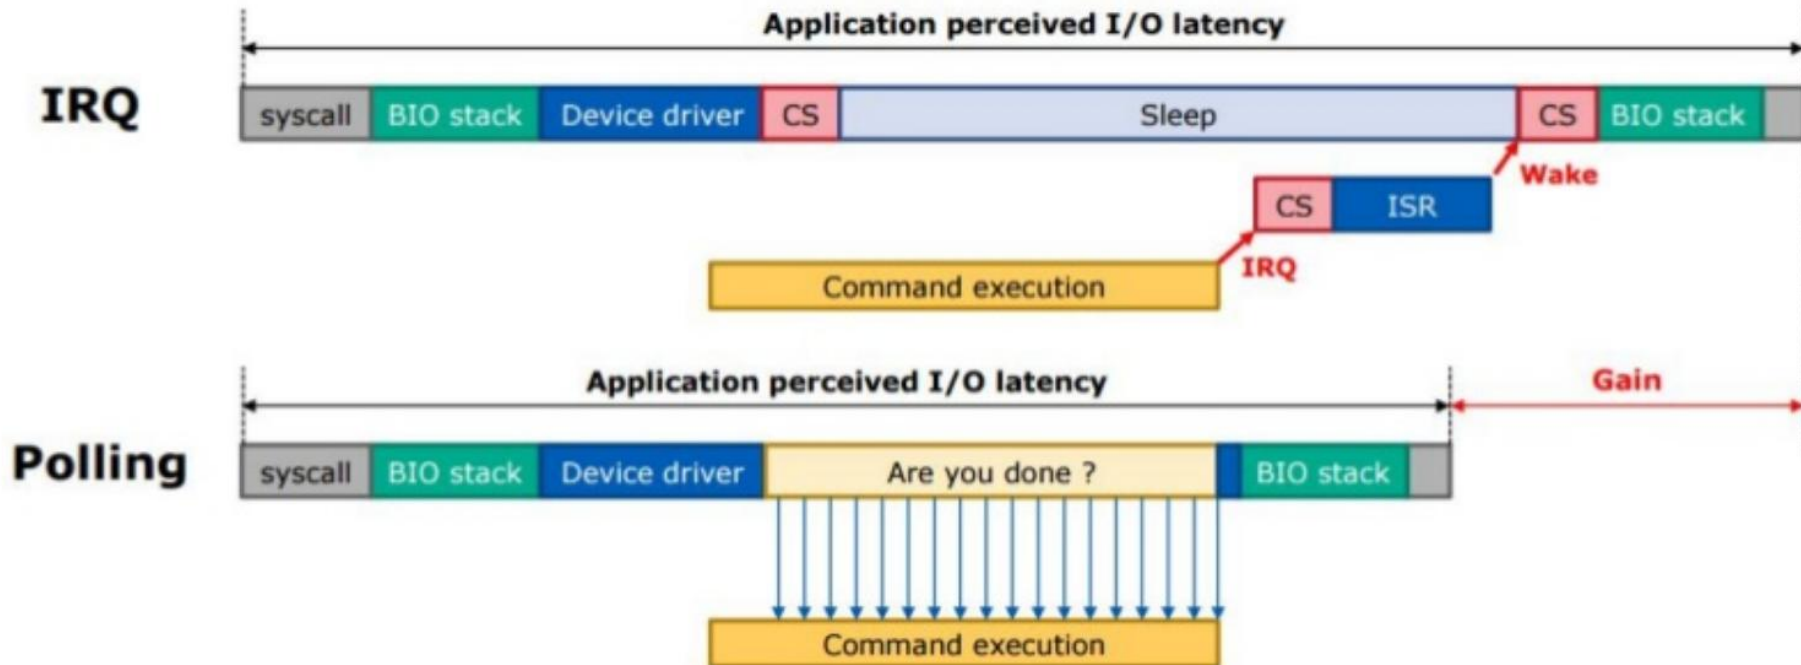 Application perceived I/O latency
IRQ
syscall BIO stack Device driver CS Sleep CS BIO stack
Wake
CS ISR
IRQ
Command execution
Application perceived I/O latency Gain
Polling
syscall BIO stack Device driver Are you done ? BIO stack
Command execution